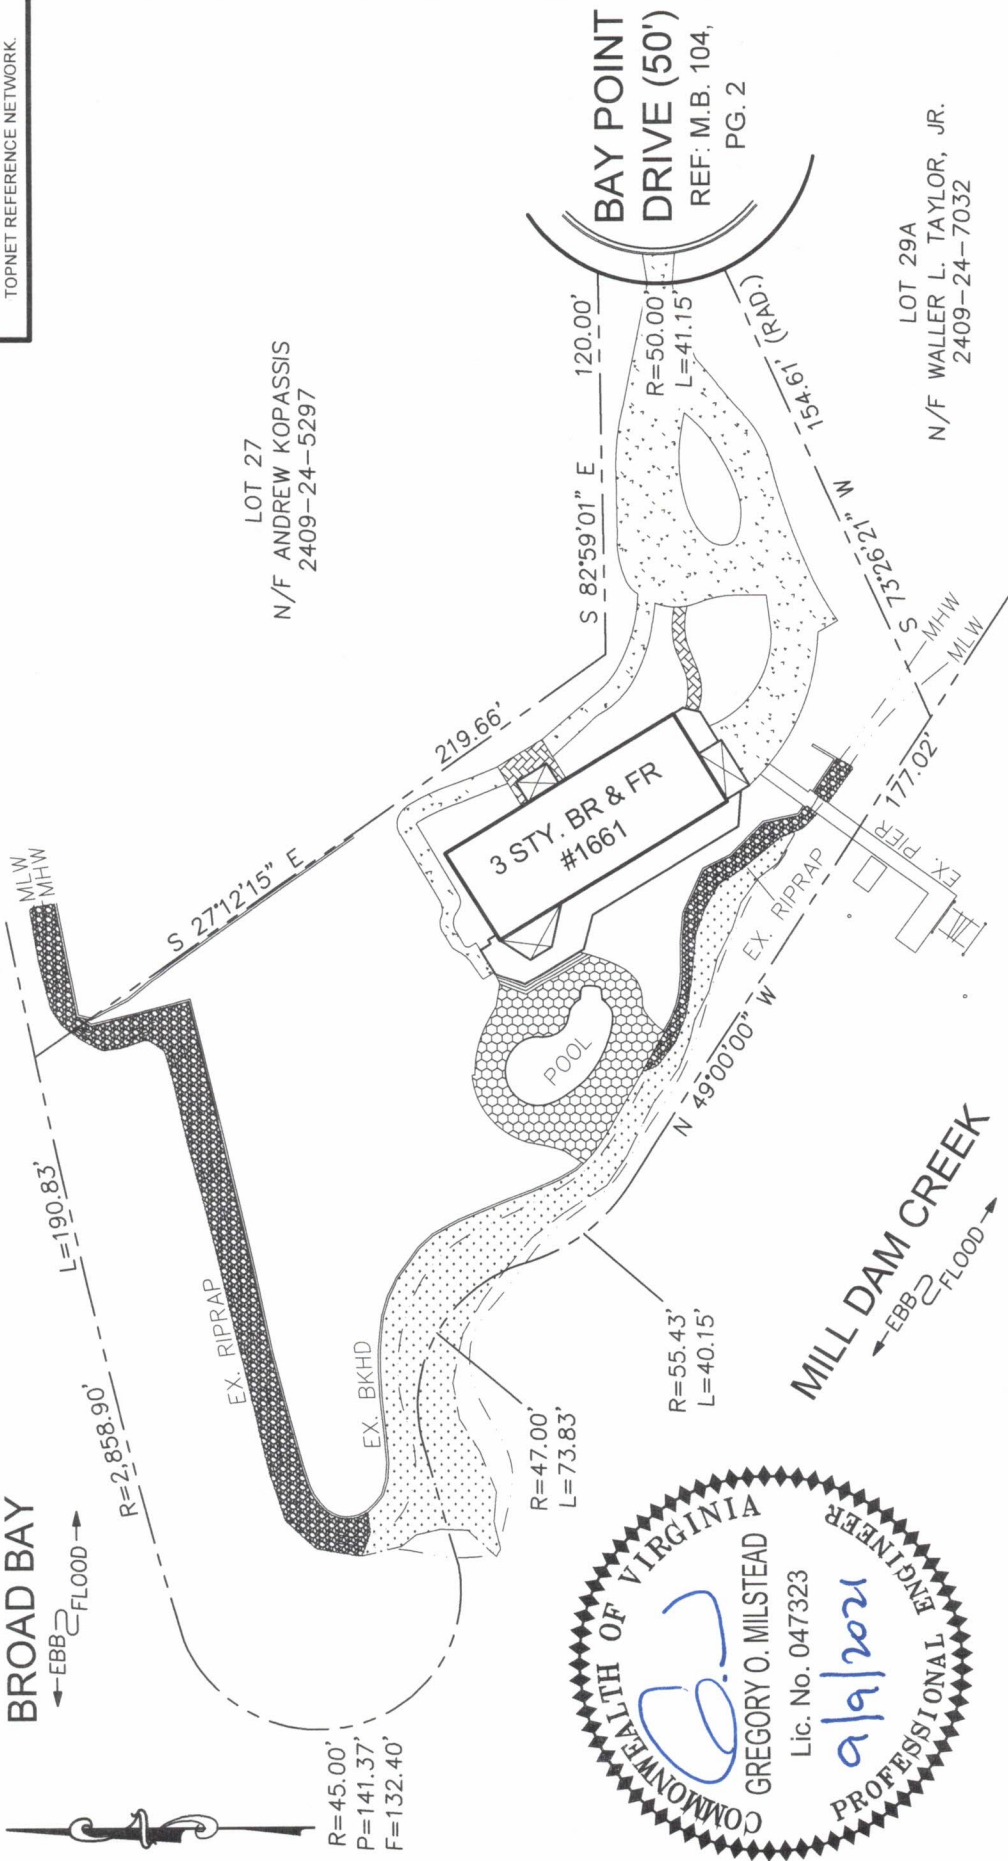 TOPNET REFERENCE NETWORK.
BROAD BAY
EBB
FLOOD
R=2,858.90'
L=190.83'
MLW
MHW
S 27°12'15" E
219.66'
LOT 27
N/F ANDREW KOPASSIS
2409-24-5297
S 82°59'01" E
120.00'
BAY POINT
DRIVE (50')
REF: M.B. 104,
PG. 2
R=50.00'
L=41.15'
154.61' (RAD.)
S 73°26'21" W
LOT 29A
N/F WALLER L. TAYLOR, JR.
2409-24-7032
MHW
MLW
3 STY. BR & FR
#1661
EX. RIPRAP
EX. BKHD
POOL
EX. RIPRAP
EX. PIER
177.02'
N 49°00'00" W
R=55.43'
L=40.15'
R=47.00'
L=73.83'
R=45.00'
P=141.37'
F=132.40'
MILL DAM CREEK
EBB
FLOOD
COMMONWEALTH OF VIRGINIA
GREGORY O. MILSTEAD
Lic. No. 047323
9/9/2021
PROFESSIONAL ENGINEER